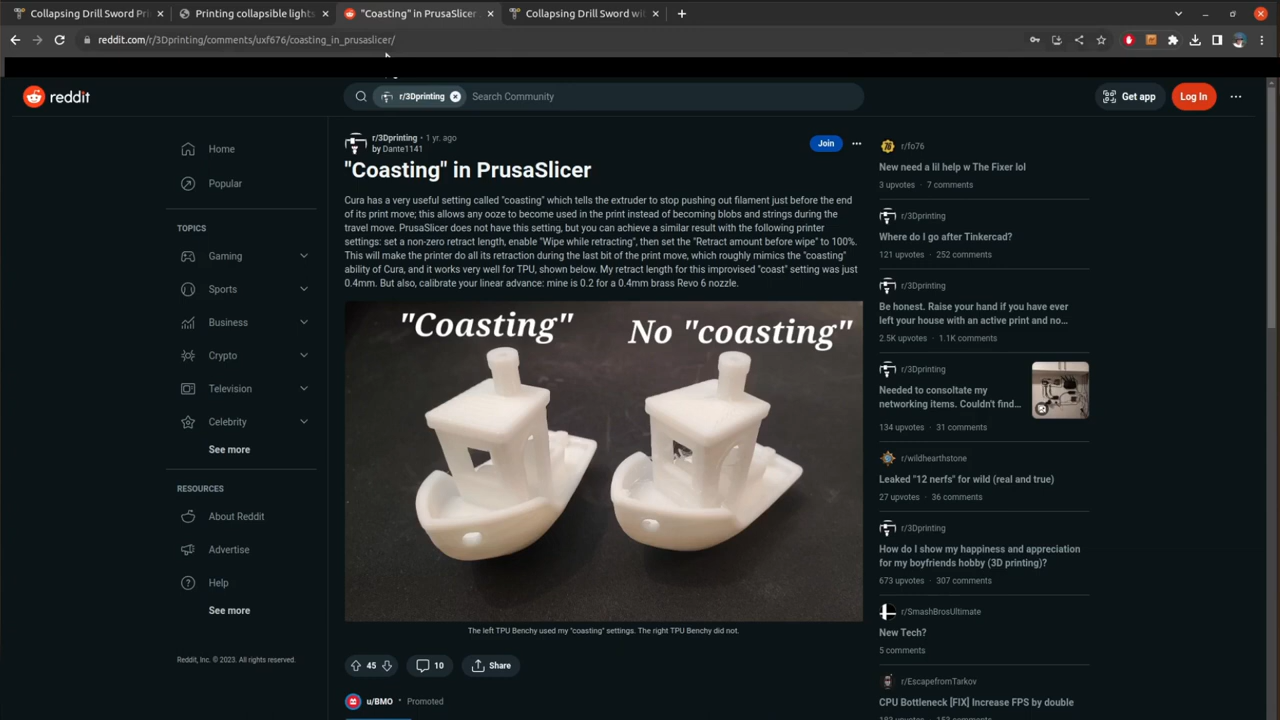 Collapsing Drill Sword Pri
Printing collapsible lights
"Coasting" in PrusaSlicer
Collapsing Drill Sword wi
reddit.com/r/3Dprinting/comments/uxf676/coasting_in_prusaslicer/
reddit
r/3Dprinting
Search Community
Get app
Log In
Home
Popular
TOPICS
Gaming
Sports
Business
Crypto
Television
Celebrity
See more
RESOURCES
About Reddit
Advertise
Help
See more
Reddit, Inc. © 2023. All rights reserved.
r/3Dprinting • 1 yr. ago
by Dante1141
Join
"Coasting" in PrusaSlicer
Cura has a very useful setting called "coasting" which tells the extruder to stop pushing out filament just before the end
of its print move; this allows any ooze to become used in the print instead of becoming blobs and strings during the
travel move. PrusaSlicer does not have this setting, but you can achieve a similar result with the following printer
settings: set a non-zero retract length, enable "Wipe while retracting", then set the "Retract amount before wipe" to 100%.
This will make the printer do all its retraction during the last bit of the print move, which roughly mimics the "coasting"
ability of Cura, and it works very well for TPU, shown below. My retract length for this improvised "coast" setting was just
0.4mm. But also, calibrate your linear advance: mine is 0.2 for a 0.4mm brass Revo 6 nozzle.
"Coasting"
No "coasting"
The left TPU Benchy used my "coasting" settings. The right TPU Benchy did not.
45
10
Share
u/BMO • Promoted
r/fo76
New need a lil help w The Fixer lol
3 upvotes • 7 comments
r/3Dprinting
Where do I go after Tinkercad?
121 upvotes • 252 comments
r/3Dprinting
Be honest. Raise your hand if you have ever
left your house with an active print and no...
2.5K upvotes • 1.1K comments
r/3Dprinting
Needed to consoltate my
networking items. Couldn't find...
134 upvotes • 31 comments
r/wildhearthstone
Leaked "12 nerfs" for wild (real and true)
27 upvotes • 36 comments
r/3Dprinting
How do I show my happiness and appreciation
for my boyfriends hobby (3D printing)?
673 upvotes • 307 comments
r/SmashBrosUltimate
New Tech?
5 comments
r/EscapefromTarkov
CPU Bottleneck [FIX] Increase FPS by double